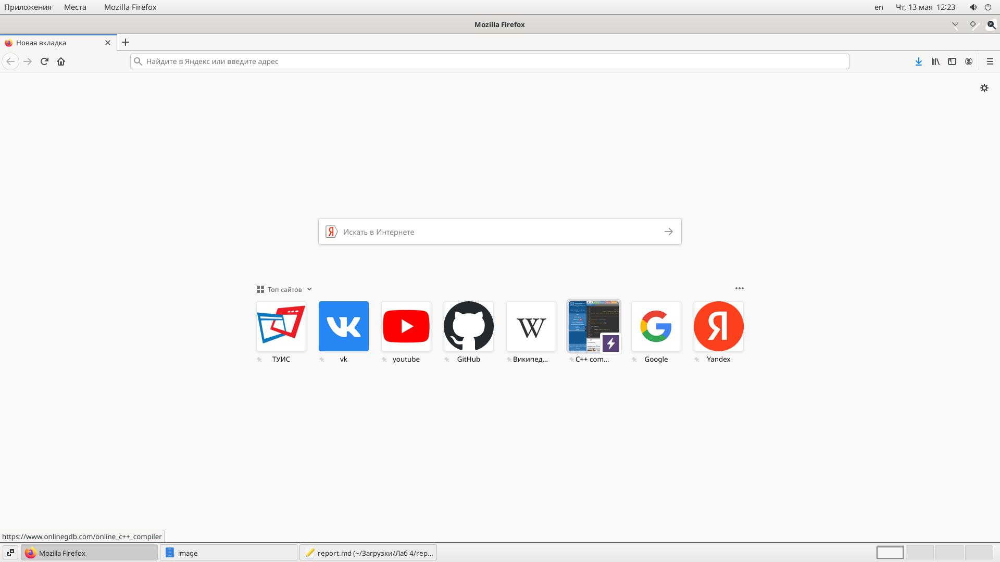 Приложения Места Mozilla Firefox en Чт, 13 мая 12:23
Mozilla Firefox
Новая вкладка
Найдите в Яндекс или введите адрес
Я Искать в Интернете
Топ сайтов
W Я
ТУИС vk youtube GitHub Википед... C++ com... Google Yandex
https://www.onlinegdb.com/online_c++_compiler
Mozilla Firefox image report.md (~/Загрузки/Лаб 4/rep...